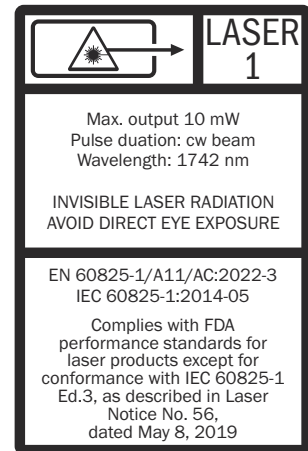 LASER
1
Max. output 10 mW
Pulse duation: cw beam
Wavelength: 1742 nm
INVISIBLE LASER RADIATION
AVOID DIRECT EYE EXPOSURE
EN 60825-1/A11/AC:2022-3
IEC 60825-1:2014-05
Complies with FDA
performance standards for
laser products except for
conformance with IEC 60825-1
Ed.3, as described in Laser
Notice No. 56,
dated May 8, 2019